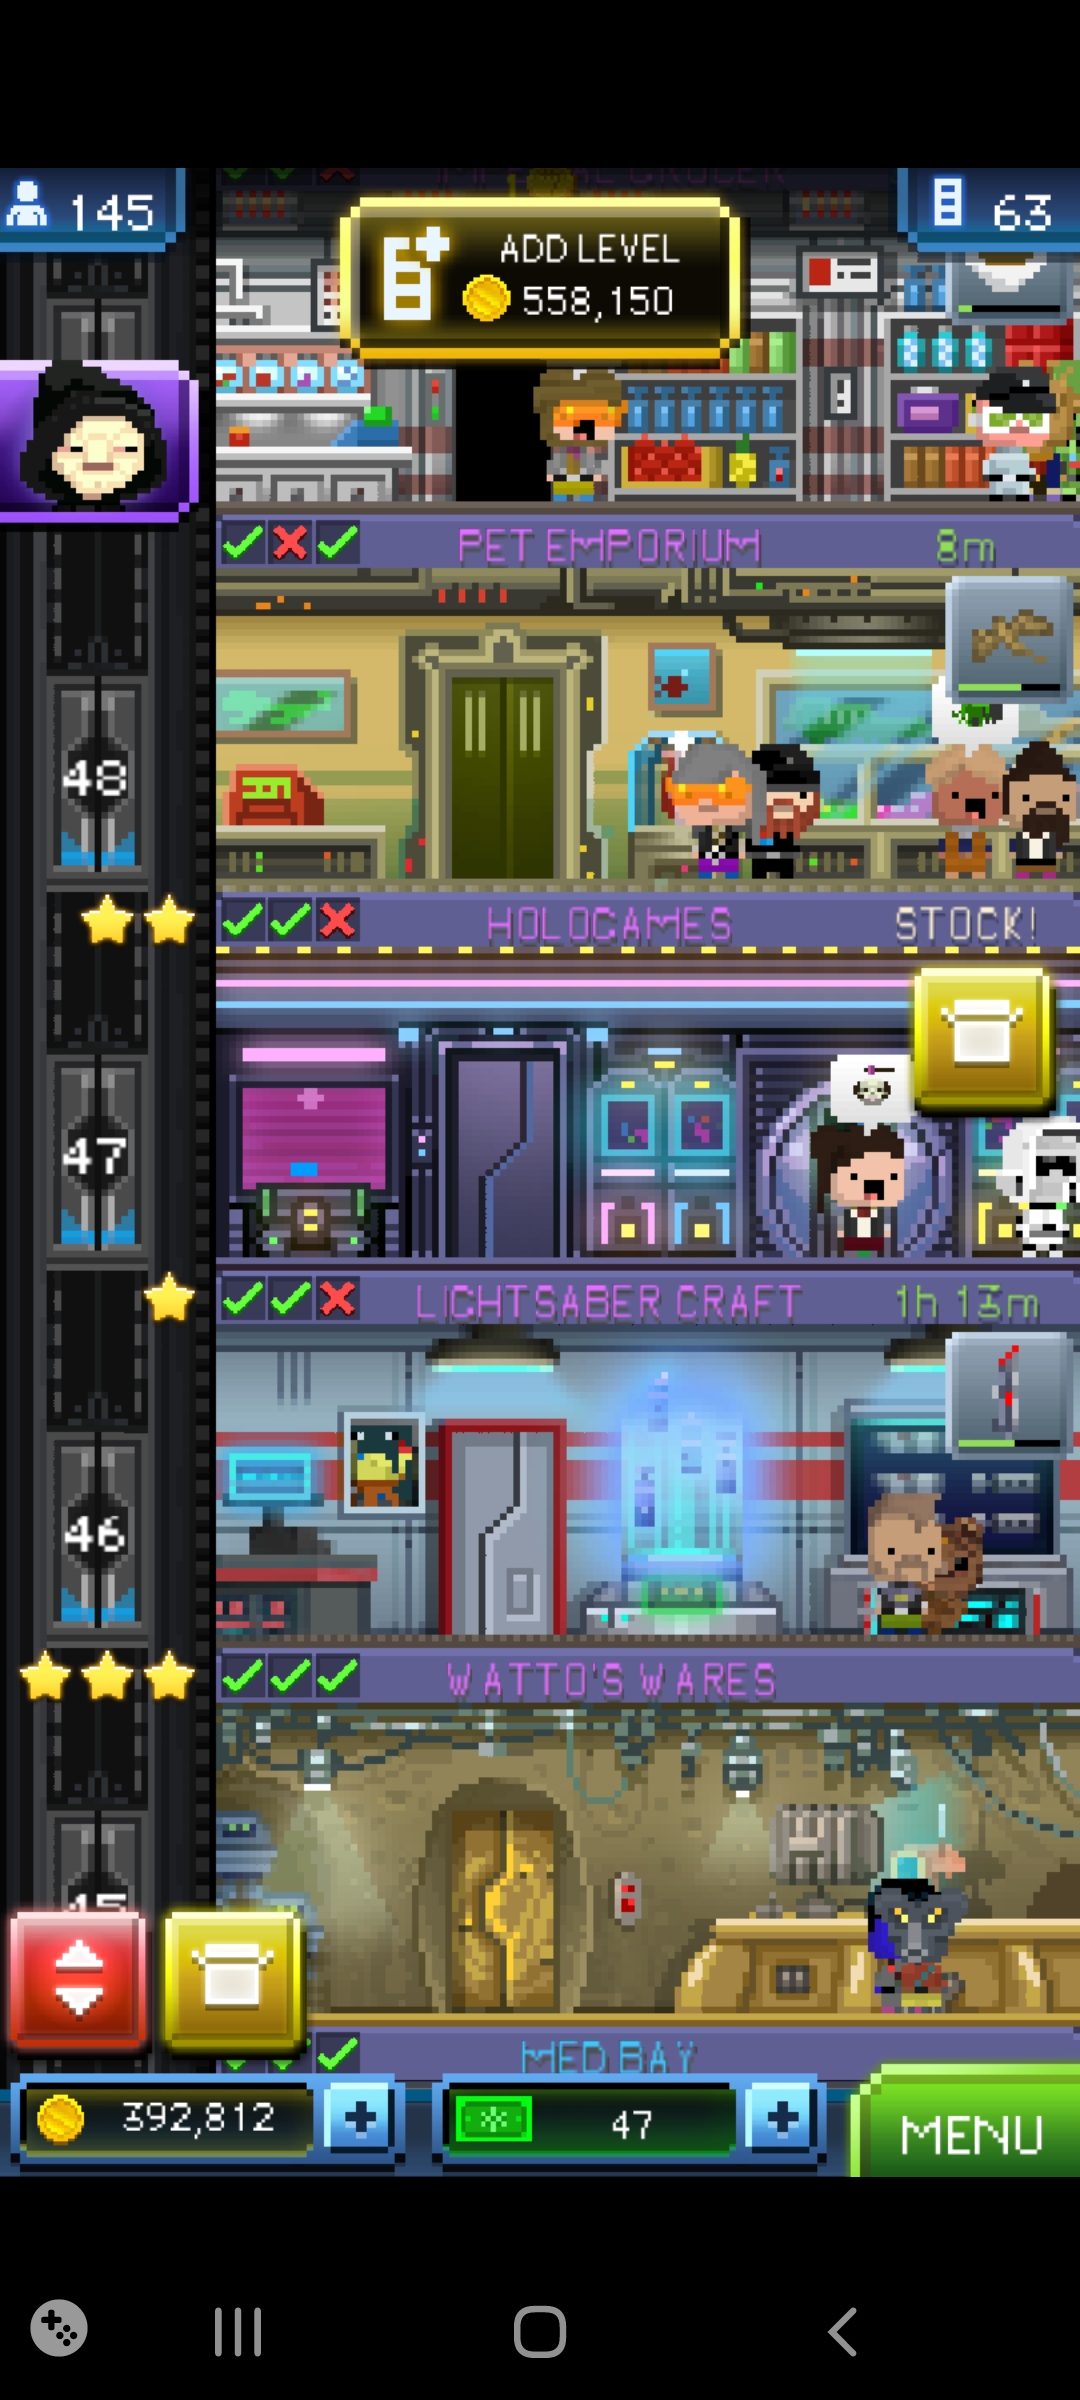 145
ADD LEVEL
558,150
63
PET EMPORIUM
8m
48
HOLOGAMES
STOCK!
47
LIGHTSABER CRAFT
1h 13m
46
WATTO'S WARES
45
MED BAY
392,812
47
MENU